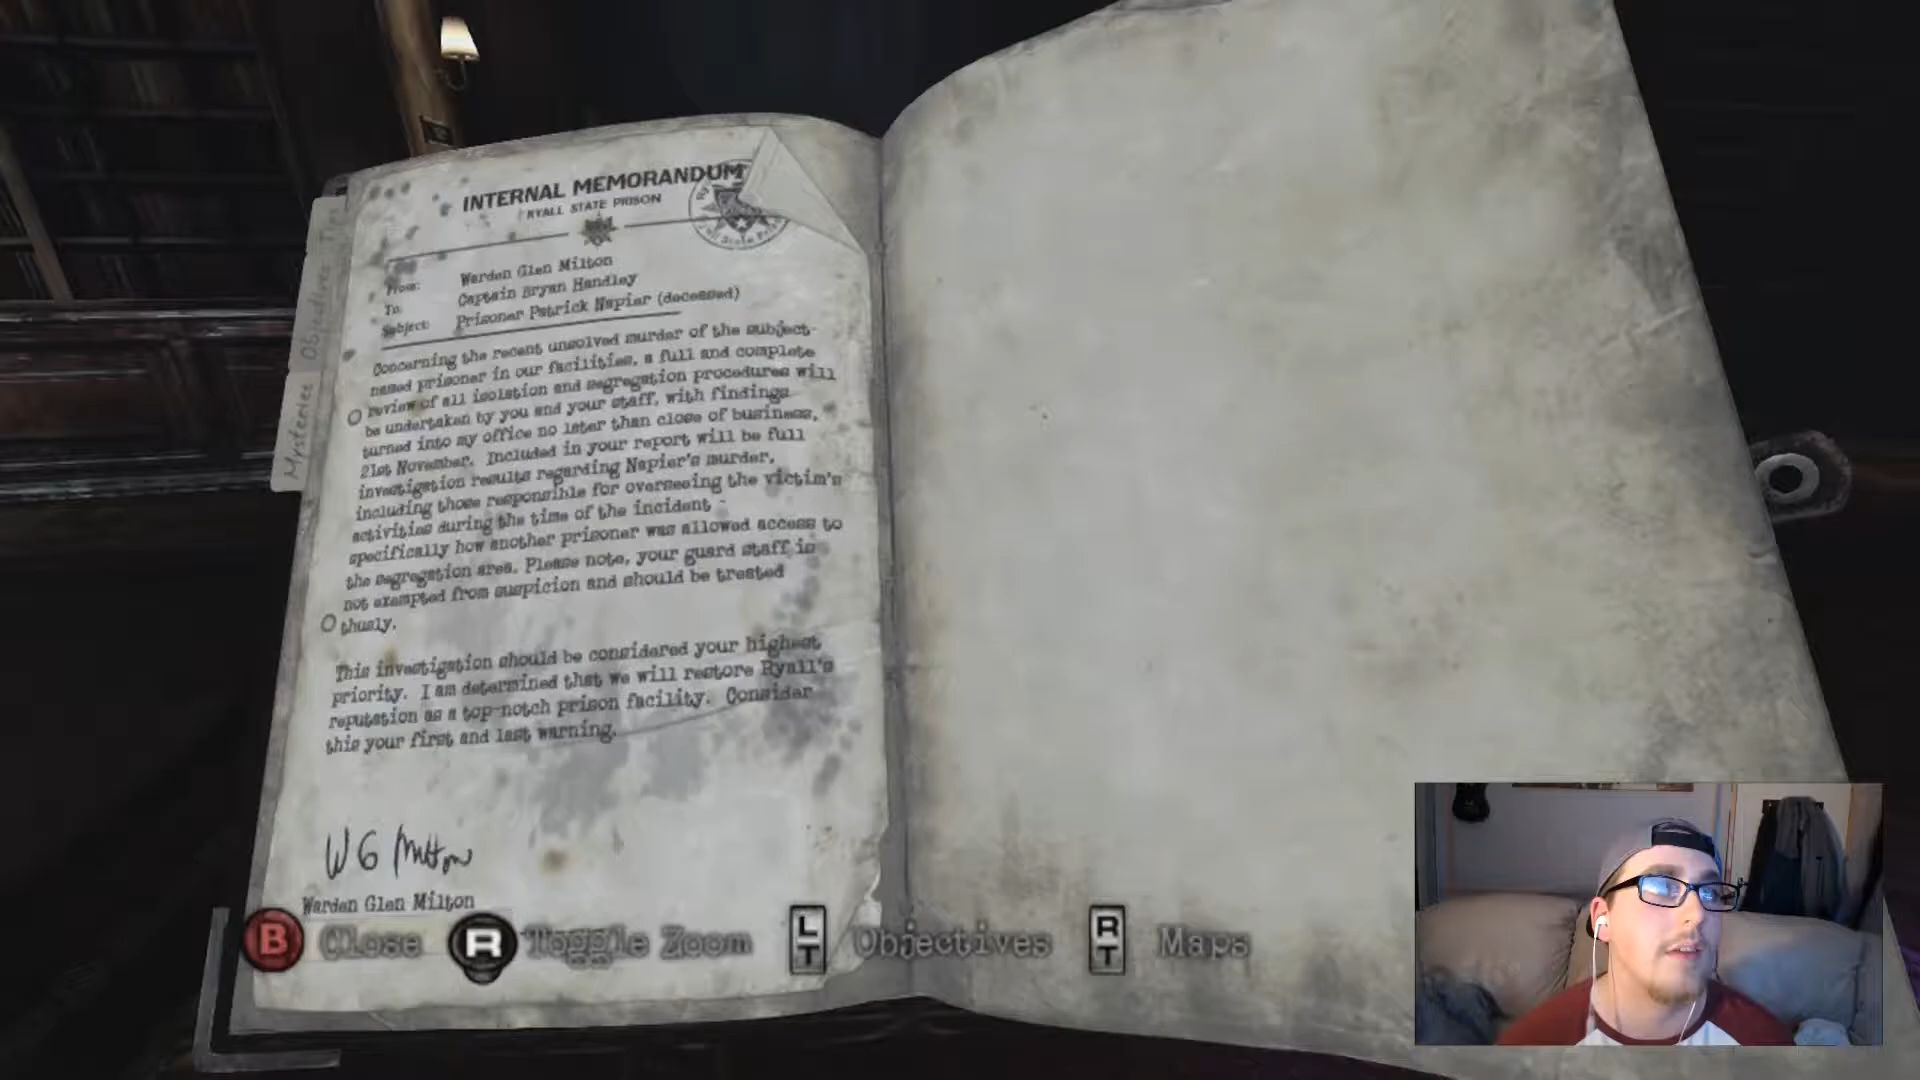 INTERNAL MEMORANDUM
RYALL STATE PRISON
From: Warden Glen Milton
To: Captain Bryan Handley
Subject: Prisoner Patrick Napier (deceased)
Concerning the recent unsolved murder of the subject-
named prisoner in our facilities, a full and complete
review of all isolation and segregation procedures will
be undertaken by you and your staff, with findings
turned into my office no later than close of business,
21st November. Included in your report will be full
investigation results regarding Napier's murder,
including those responsible for overseeing the victim's
activities during the time of the incident -
specifically how another prisoner was allowed access to
the segregation area. Please note, your guard staff is
not exempted from suspicion and should be treated
thusly.
This investigation should be considered your highest
priority. I am determined that we will restore Ryall's
reputation as a top-notch prison facility. Consider
this your first and last warning.
W G Milton
Warden Glen Milton
Objectives
Mysteries
B Close
R Toggle Zoom
LT Objectives
RT Maps